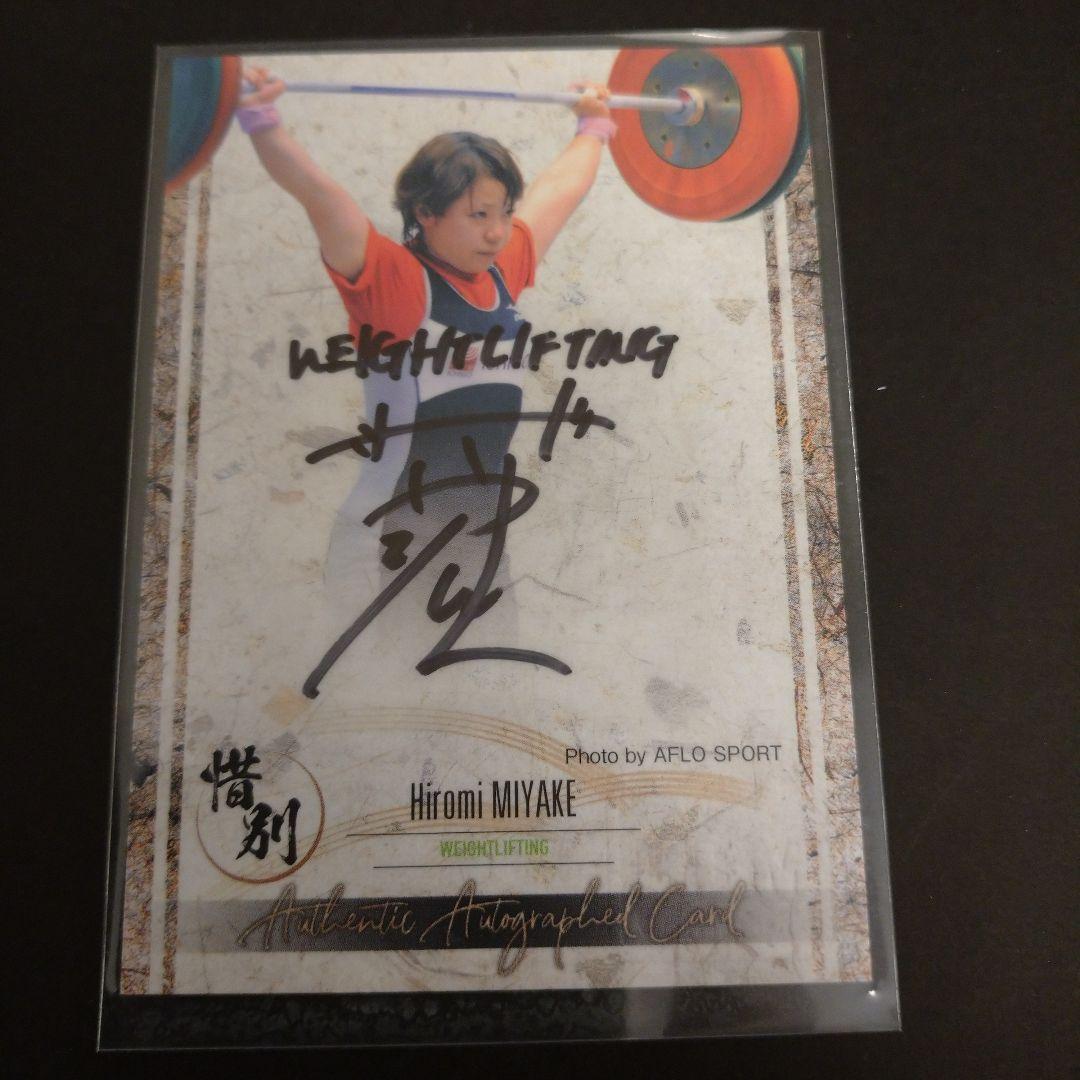 WEIGHTLIFTING
Photo by AFLO SPORT
惜別
Hiromi MIYAKE
WEIGHTLIFTING
Authentic Autographed Card